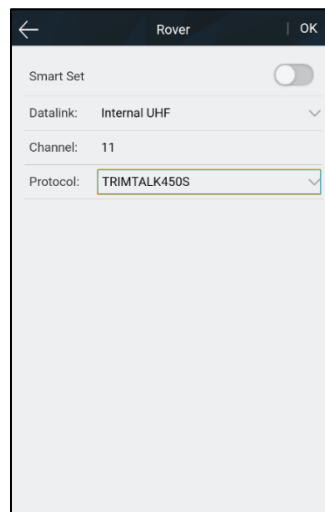 Rover
OK
Smart Set
Datalink: Internal UHF
Channel: 11
Protocol: TRIMTALK450S